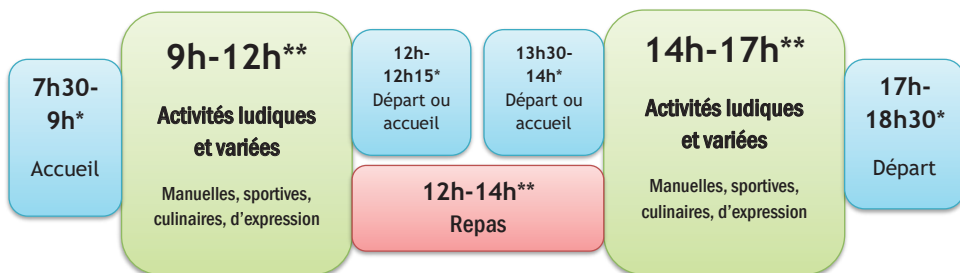 7h30-
9h*
Accueil
9h-12h**
Activités ludiques
et variées
Manuelles, sportives,
culinaires, d'expression
12h-
12h15*
Départ ou
accueil
13h30-
14h*
Départ ou
accueil
12h-14h**
Repas
14h-17h**
Activités ludiques
et variées
Manuelles, sportives,
culinaires, d'expression
17h-
18h30*
Départ